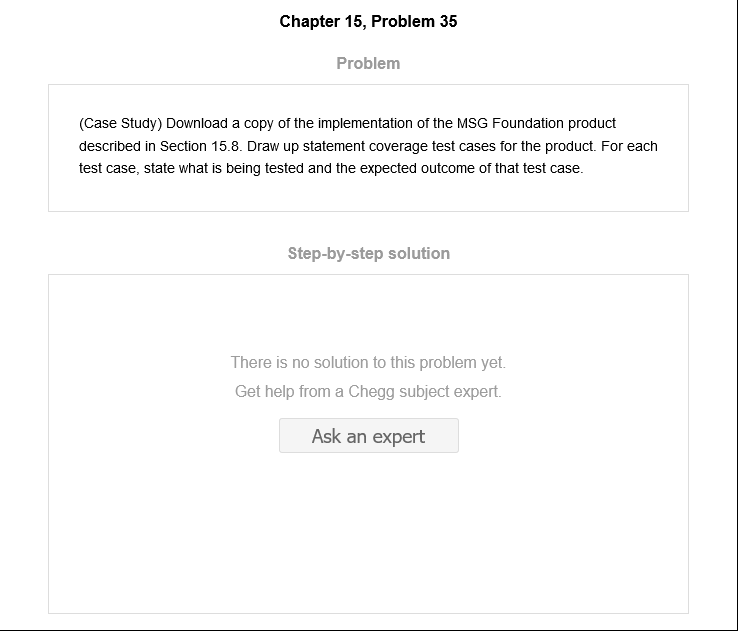 Chapter 15, Problem 35
Problem
(Case Study) Download a copy of the implementation of the MSG Foundation product
described in Section 15.8. Draw up statement coverage test cases for the product. For each
test case, state what is being tested and the expected outcome of that test case.
Step-by-step solution
There is no solution to this problem yet.
Get help from a Chegg subject expert.
Ask an expert